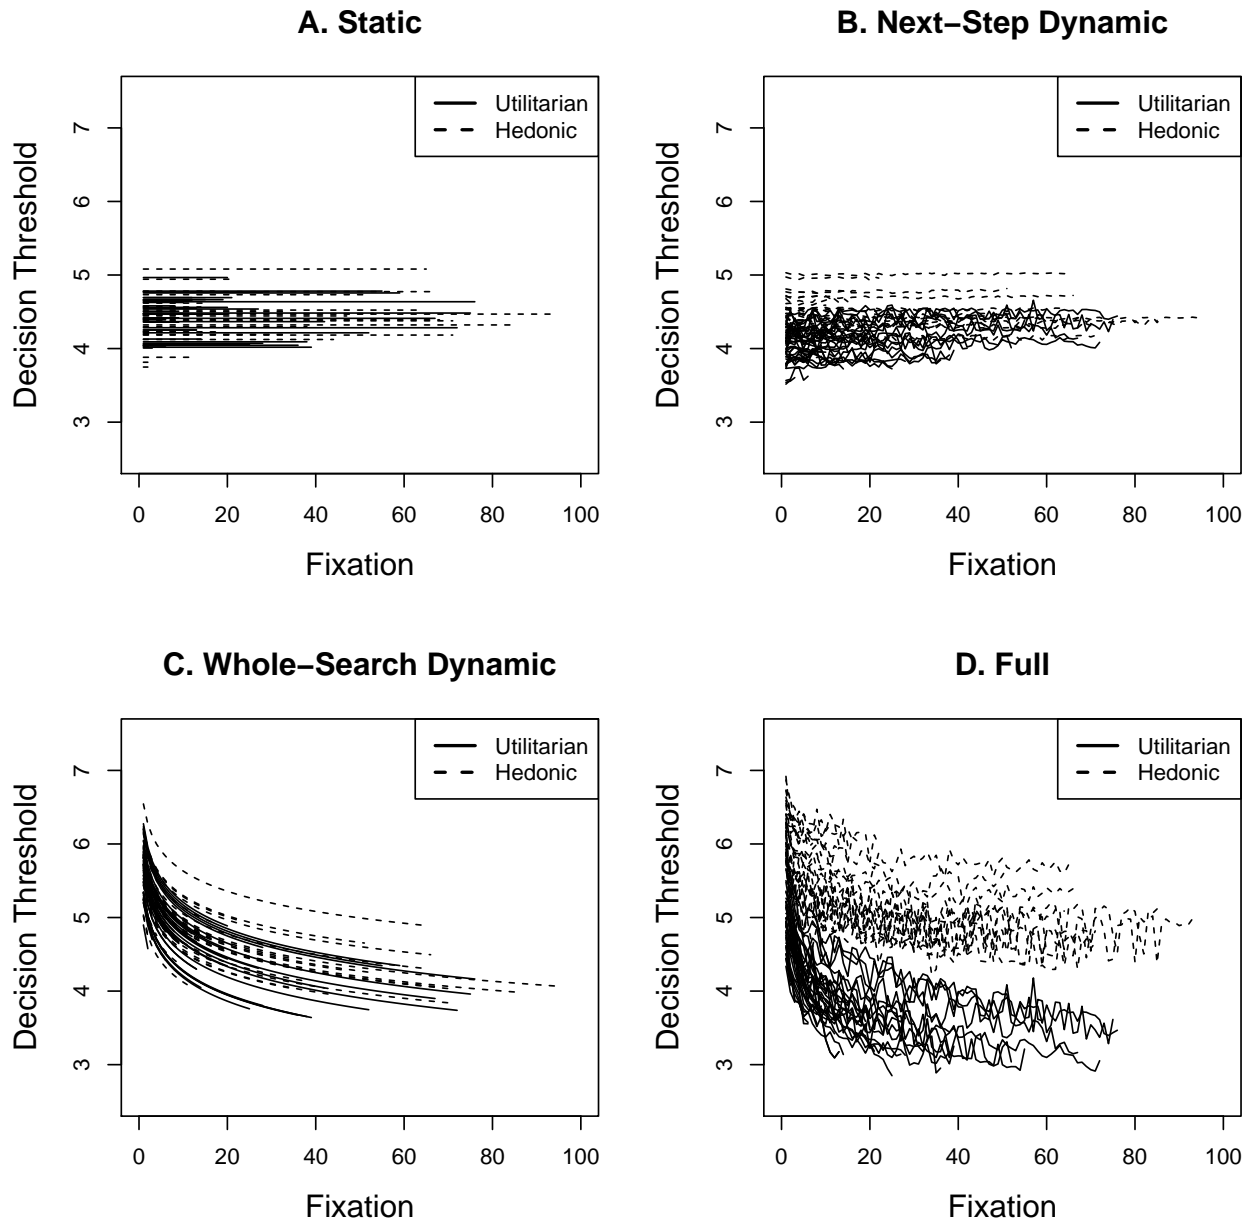 A. Static
Decision Threshold
7
6
5
4
3
Utilitarian
Hedonic
0 20 40 60 80 100
Fixation
B. Next−Step Dynamic
Decision Threshold
7
6
5
4
3
Utilitarian
Hedonic
0 20 40 60 80 100
Fixation
C. Whole−Search Dynamic
Decision Threshold
7
6
5
4
3
Utilitarian
Hedonic
0 20 40 60 80 100
Fixation
D. Full
Decision Threshold
7
6
5
4
3
Utilitarian
Hedonic
0 20 40 60 80 100
Fixation